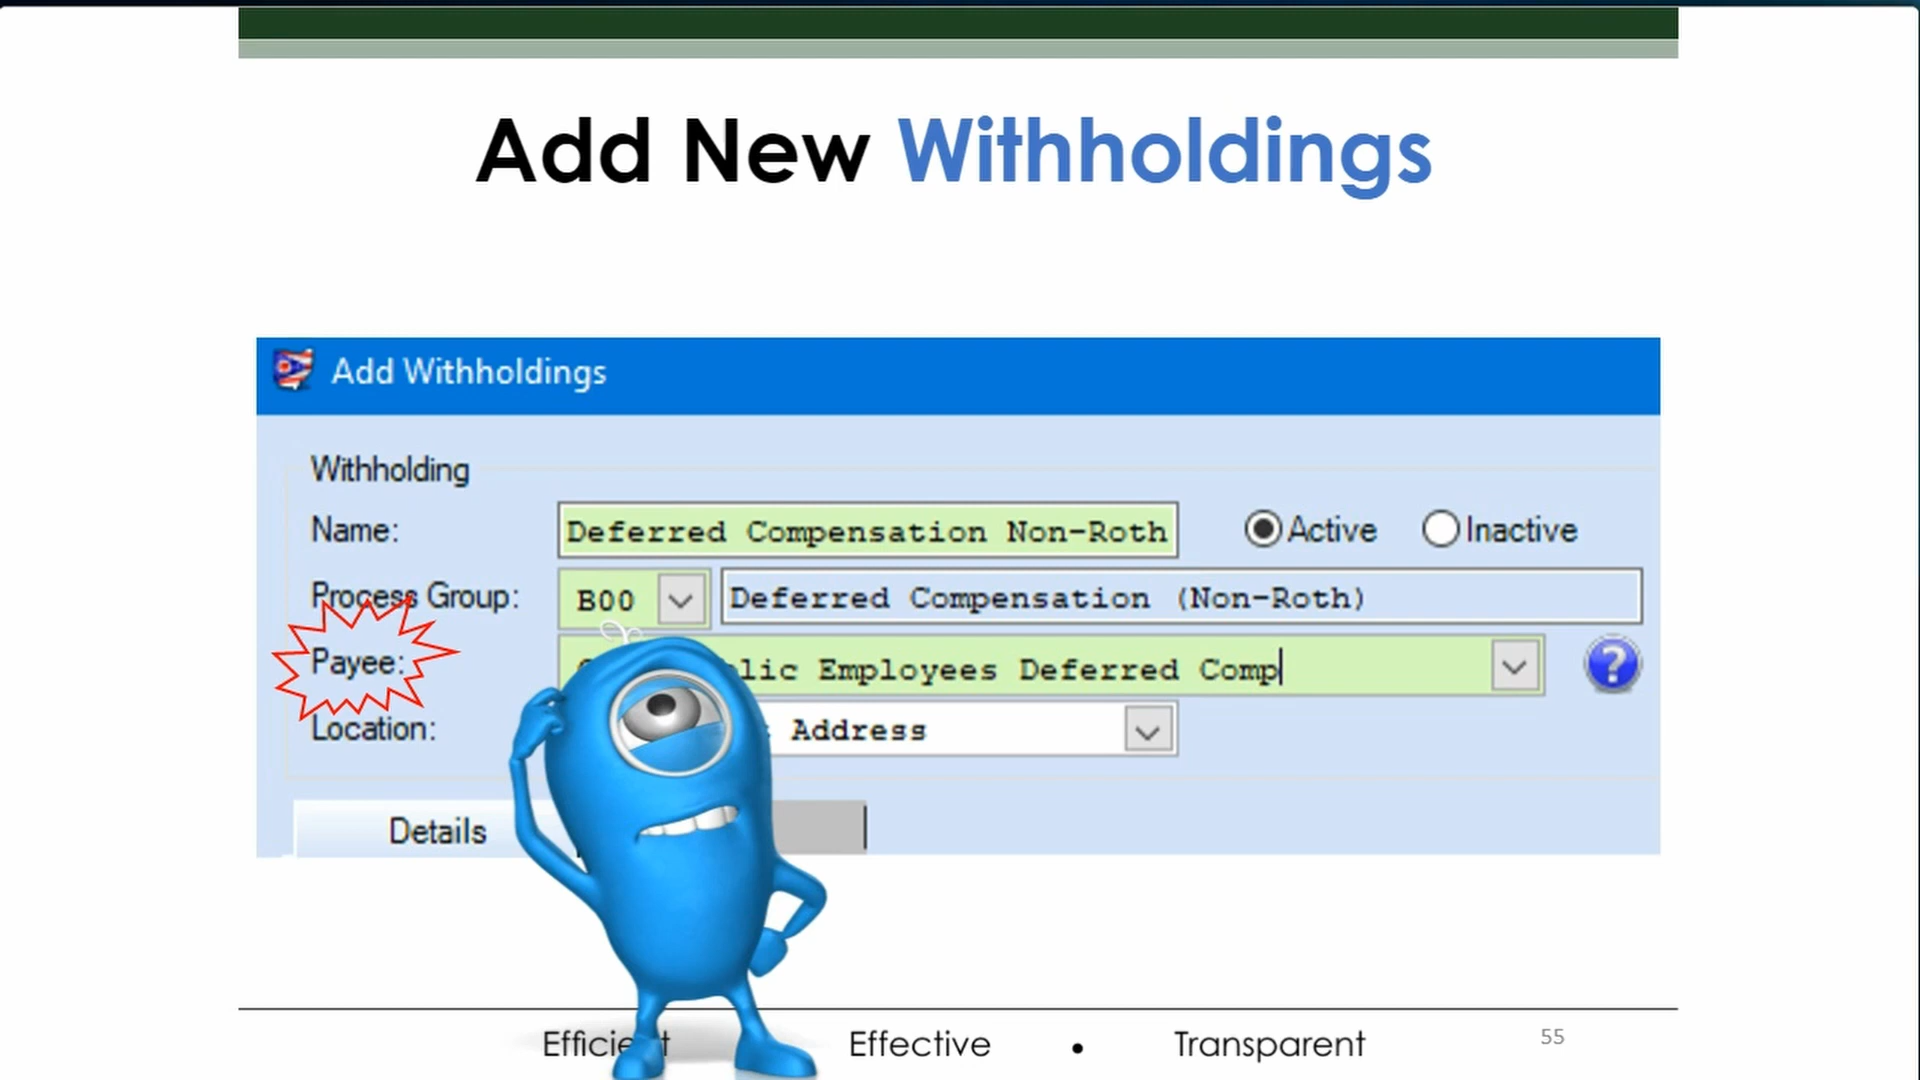 Add New Withholdings
Add Withholdings
Withholding
Name: Deferred Compensation Non-Roth Active Inactive
Process Group: B00 Deferred Compensation (Non-Roth)
Payee: Employees Deferred Comp
Location: Address
Details
Effective • Transparent 55